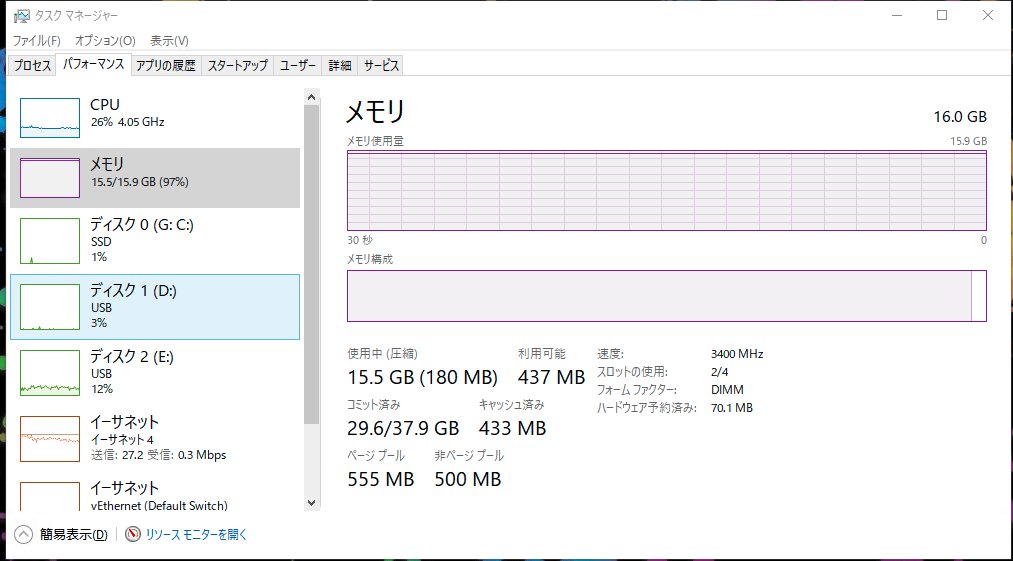 タスク マネージャー
ファイル(F) オプション(O) 表示(V)
プロセス パフォーマンス アプリの履歴 スタートアップ ユーザー 詳細 サービス
CPU
26% 4.05 GHz
メモリ
15.5/15.9 GB (97%)
ディスク 0 (G: C:)
SSD
1%
ディスク 1 (D:)
USB
3%
ディスク 2 (E:)
USB
12%
イーサネット
イーサネット 4
送信: 27.2 受信: 0.3 Mbps
イーサネット
vEthernet (Default Switch)
メモリ 16.0 GB
メモリ使用量 15.9 GB
30 秒 0
メモリ構成
使用中 (圧縮) 利用可能
15.5 GB (180 MB) 437 MB
コミット済み キャッシュ済み
29.6/37.9 GB 433 MB
ページ プール 非ページ プール
555 MB 500 MB
速度: 3400 MHz
スロットの使用: 2/4
フォーム ファクター: DIMM
ハードウェア予約済み: 70.1 MB
簡易表示(D) リソース モニターを開く